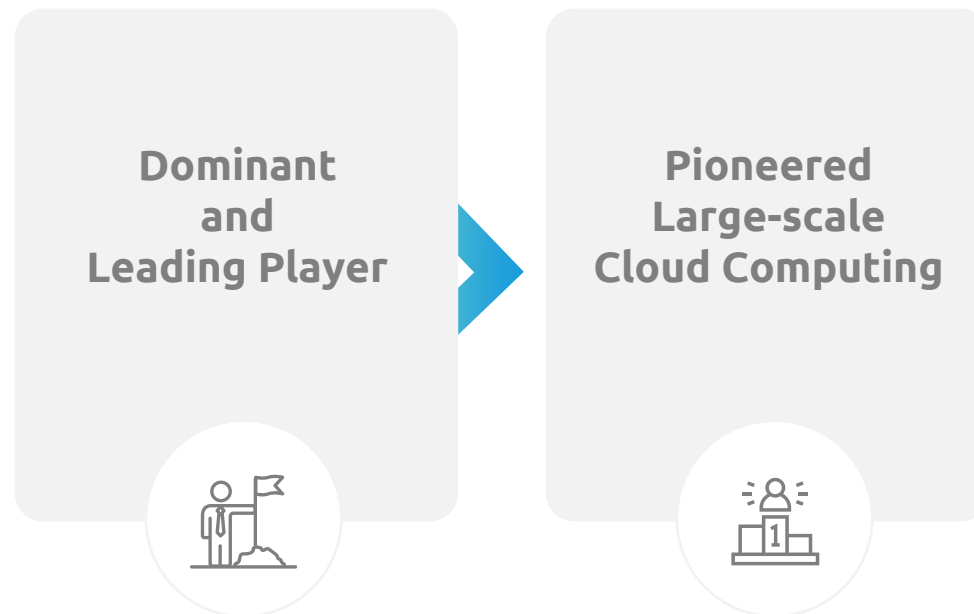 Dominant
and
Leading Player
Pioneered
Large-scale
Cloud Computing
1